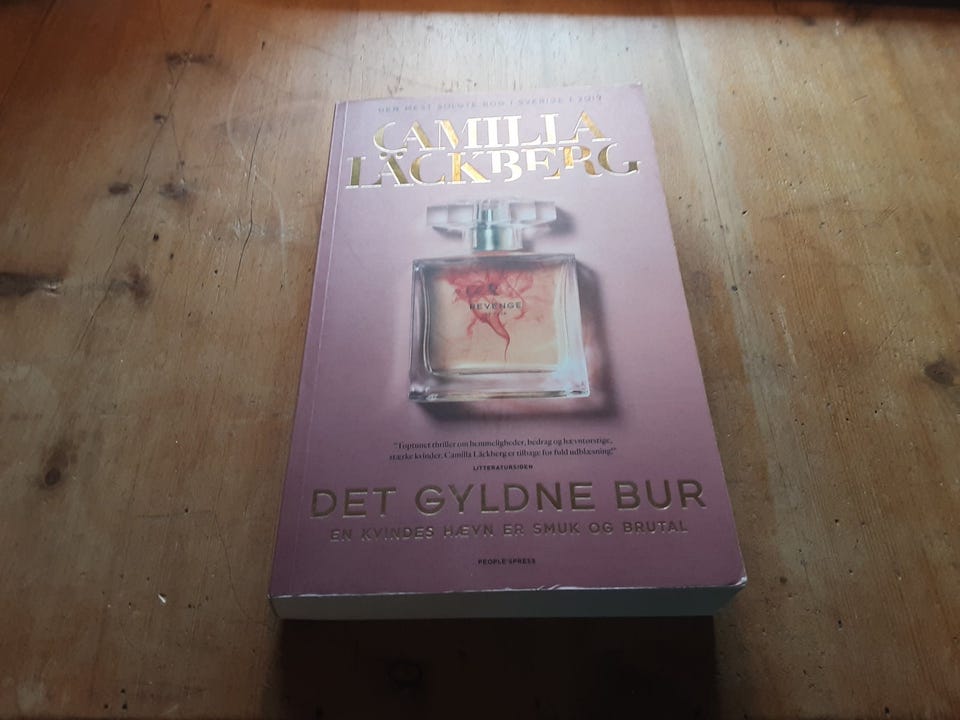 DEN MEST SOLGTE BOG I SVERIGE I 2019
CAMILLA
LÄCKBERG
REVENGE
"Toptunet thriller om hemmeligheder, bedrag og hævntørstige,
stærke kvinder. Camilla Läckberg er tilbage for fuld udblæsning!"
LITTERATURSIDEN
DET GYLDNE BUR
EN KVINDES HÆVN ER SMUK OG BRUTAL
PEOPLE'SPRESS